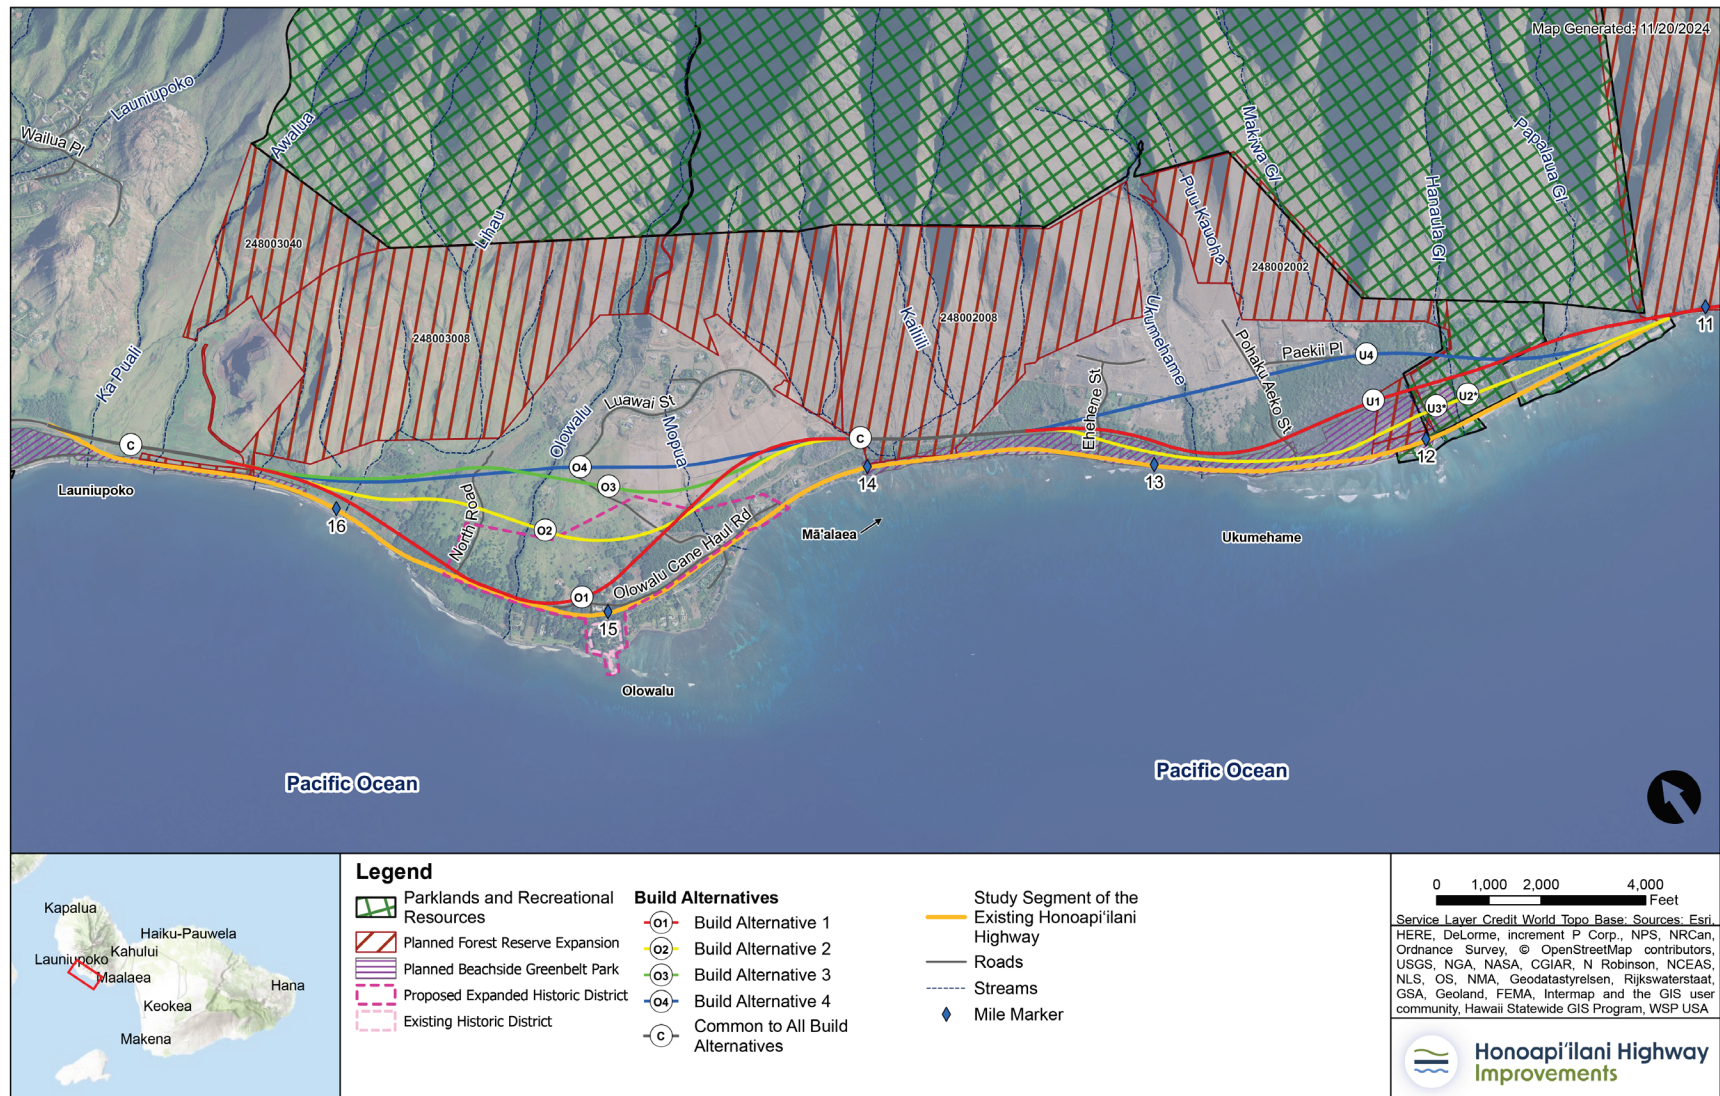 Map Generated: 11/20/2024
Launiupoko
Wailua Pl
Awalua
Lihau
Makiwa Gl
Papalaua Gl
Hanaula Gl
Puu Kauoha
248003040
248002002
248003008
248002008
Kailiili
Ukumehame
Ka Puali
Olowalu
Luawai St
Mopua
Ehehene St
Pohaku Aeko St
Paekii Pl
North Road
Olowalu Cane Haul Rd
C
O4
O3
O2
O1
C
U4
U1
U3*
U2*
11
12
13
14
15
16
Launiupoko
Mā'alaea
Ukumehame
Olowalu
Pacific Ocean
Pacific Ocean
Kapalua
Haiku-Pauwela
Kahului
Launiupoko
Maalaea
Hana
Keokea
Makena
Legend
Parklands and Recreational
Resources
Planned Forest Reserve Expansion
Planned Beachside Greenbelt Park
Proposed Expanded Historic District
Existing Historic District
Build Alternatives
O1 Build Alternative 1
O2 Build Alternative 2
O3 Build Alternative 3
O4 Build Alternative 4
C Common to All Build
Alternatives
Study Segment of the
Existing Honoapiʻilani
Highway
Roads
Streams
Mile Marker
0 1,000 2,000 4,000
Feet
Service Layer Credit World Topo Base: Sources: Esri,
HERE, DeLorme, increment P Corp., NPS, NRCan,
Ordnance Survey, © OpenStreetMap contributors,
USGS, NGA, NASA, CGIAR, N Robinson, NCEAS,
NLS, OS, NMA, Geodatastyrelsen, Rijkswaterstaat,
GSA, Geoland, FEMA, Intermap and the GIS user
community, Hawaii Statewide GIS Program, WSP USA
Honoapiʻilani Highway
Improvements